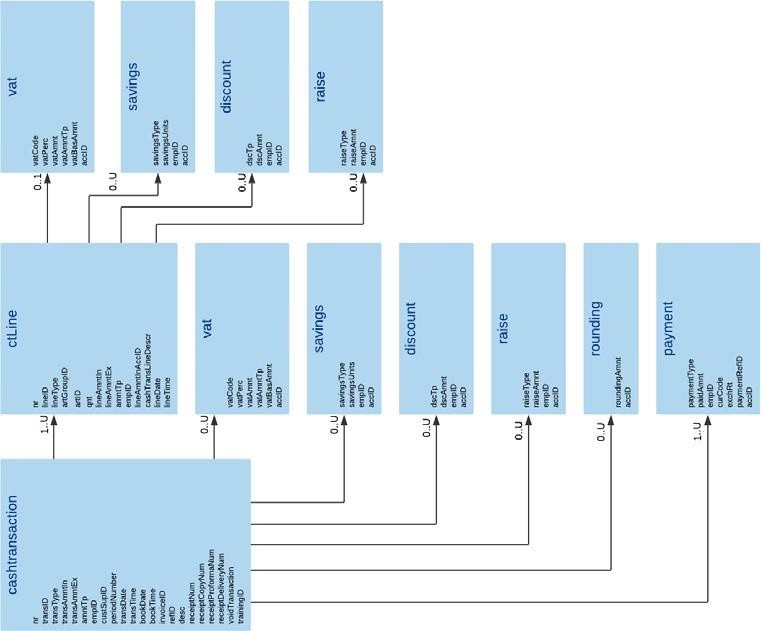 cashtransaction
nr
transID
transType
transAmntIn
transAmntEx
amntTp
empID
custSupID
periodNumber
transDate
transTime
bookDate
bookTime
invoiceID
refID
desc
receiptNum
receiptCopyNum
receiptProformaNum
receiptDeliveryNum
voidTransaction
trainingID
1..U
0..U
0..U
0..U
0..U
0..U
1..U
ctLine
nr
lineID
lineType
artGroupID
artID
qnt
lineAmntIn
lineAmntEx
amntTp
empID
lineAmntInAccID
cashTransLineDescr
lineDate
lineTime
vat
vatCode
vatPerc
vatAmnt
vatAmntTp
vatBasAmnt
accID
savings
savingsType
savingsUnits
empID
accID
discount
dscTp
dscAmnt
empID
accID
raise
raiseType
raiseAmnt
empID
accID
rounding
roundingAmnt
accID
payment
paymentType
paidAmnt
empID
curCode
exchRt
paymentRefID
accID
0..1
0..U
0..U
0..U
vat
vatCode
vatPerc
vatAmnt
vatAmntTp
vatBasAmnt
accID
savings
savingsType
savingsUnits
empID
accID
discount
dscTp
dscAmnt
empID
accID
raise
raiseType
raiseAmnt
empID
accID